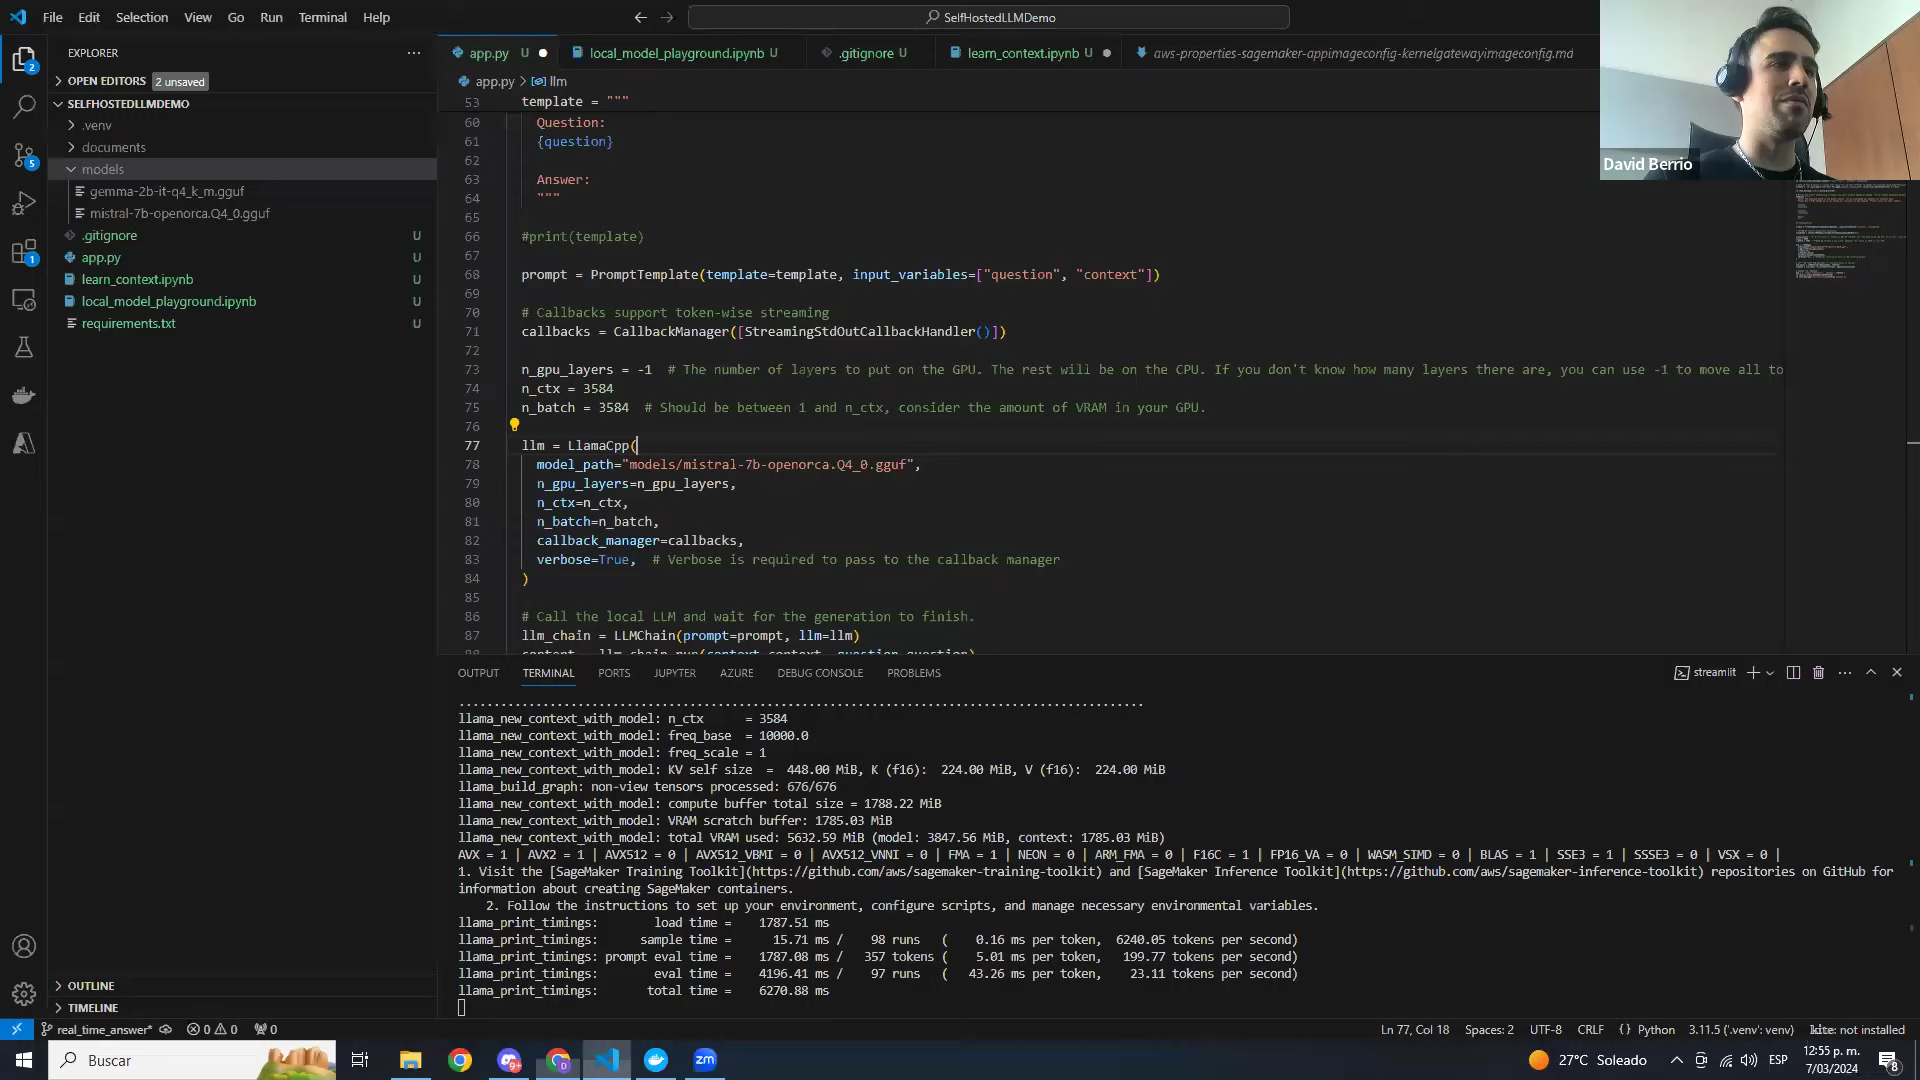 File Edit Selection View Go Run Terminal Help
SelfHostedLLMDemo
EXPLORER
OPEN EDITORS 2 unsaved
SELFHOSTEDLLMDEMO
.venv
documents
models
gemma-2b-it-q4_k_m.gguf
mistral-7b-openorca.Q4_0.gguf
.gitignore U
app.py U
learn_context.ipynb U
local_model_playground.ipynb U
requirements.txt U
OUTLINE
TIMELINE
2
5
1
app.py U
local_model_playground.ipynb U
.gitignore U
learn_context.ipynb U
aws-properties-sagemaker-appimageconfig-kernelgatewayimageconfig.md
David Berrio
app.py > llm
53 template = """
60 Question:
61 {question}
62
63 Answer:
64 """
65
66 #print(template)
67
68 prompt = PromptTemplate(template=template, input_variables=["question", "context"])
69
70 # Callbacks support token-wise streaming
71 callbacks = CallbackManager([StreamingStdOutCallbackHandler()])
72
73 n_gpu_layers = -1 # The number of layers to put on the GPU. The rest will be on the CPU. If you don't know how many layers there are, you can use -1 to move all to
74 n_ctx = 3584
75 n_batch = 3584 # Should be between 1 and n_ctx, consider the amount of VRAM in your GPU.
76
77 llm = LlamaCpp(
78 model_path="models/mistral-7b-openorca.Q4_0.gguf",
79 n_gpu_layers=n_gpu_layers,
80 n_ctx=n_ctx,
81 n_batch=n_batch,
82 callback_manager=callbacks,
83 verbose=True, # Verbose is required to pass to the callback manager
84 )
85
86 # Call the local LLM and wait for the generation to finish.
87 llm_chain = LLMChain(prompt=prompt, llm=llm)
OUTPUT TERMINAL PORTS JUPYTER AZURE DEBUG CONSOLE PROBLEMS
streamlit
llama_new_context_with_model: n_ctx = 3584
llama_new_context_with_model: freq_base = 10000.0
llama_new_context_with_model: freq_scale = 1
llama_new_context_with_model: KV self size = 448.00 MiB, K (f16): 224.00 MiB, V (f16): 224.00 MiB
llama_build_graph: non-view tensors processed: 676/676
llama_new_context_with_model: compute buffer total size = 1788.22 MiB
llama_new_context_with_model: VRAM scratch buffer: 1785.03 MiB
llama_new_context_with_model: total VRAM used: 5632.59 MiB (model: 3847.56 MiB, context: 1785.03 MiB)
AVX = 1 | AVX2 = 1 | AVX512 = 0 | AVX512_VBMI = 0 | AVX512_VNNI = 0 | FMA = 1 | NEON = 0 | ARM_FMA = 0 | F16C = 1 | FP16_VA = 0 | WASM_SIMD = 0 | BLAS = 1 | SSE3 = 1 | SSSE3 = 0 | VSX = 0 |
1. Visit the [SageMaker Training Toolkit](https://github.com/aws/sagemaker-training-toolkit) and [SageMaker Inference Toolkit](https://github.com/aws/sagemaker-inference-toolkit) repositories on GitHub for
information about creating SageMaker containers.
2. Follow the instructions to set up your environment, configure scripts, and manage necessary environmental variables.
llama_print_timings: load time = 1787.51 ms
llama_print_timings: sample time = 15.71 ms / 98 runs ( 0.16 ms per token, 6240.05 tokens per second)
llama_print_timings: prompt eval time = 1787.08 ms / 357 tokens ( 5.01 ms per token, 199.77 tokens per second)
llama_print_timings: eval time = 4196.41 ms / 97 runs ( 43.26 ms per token, 23.11 tokens per second)
llama_print_timings: total time = 6270.88 ms
real_time_answer* 0 0 0
Ln 77, Col 18 Spaces: 2 UTF-8 CRLF {} Python 3.11.5 ('.venv': venv) kite: not installed
Buscar
zm
27°C Soleado
ESP
12:55 p. m.
7/03/2024
8